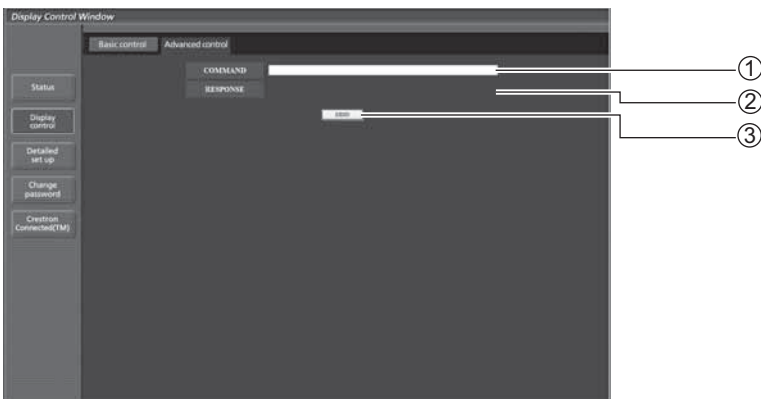 Display Control Window
Basic control
Advanced control
COMMAND
①
Status
RESPONSE
②
SEND
③
Display
control
Detailed
set up
Change
password
Crestron
Connected(TM)